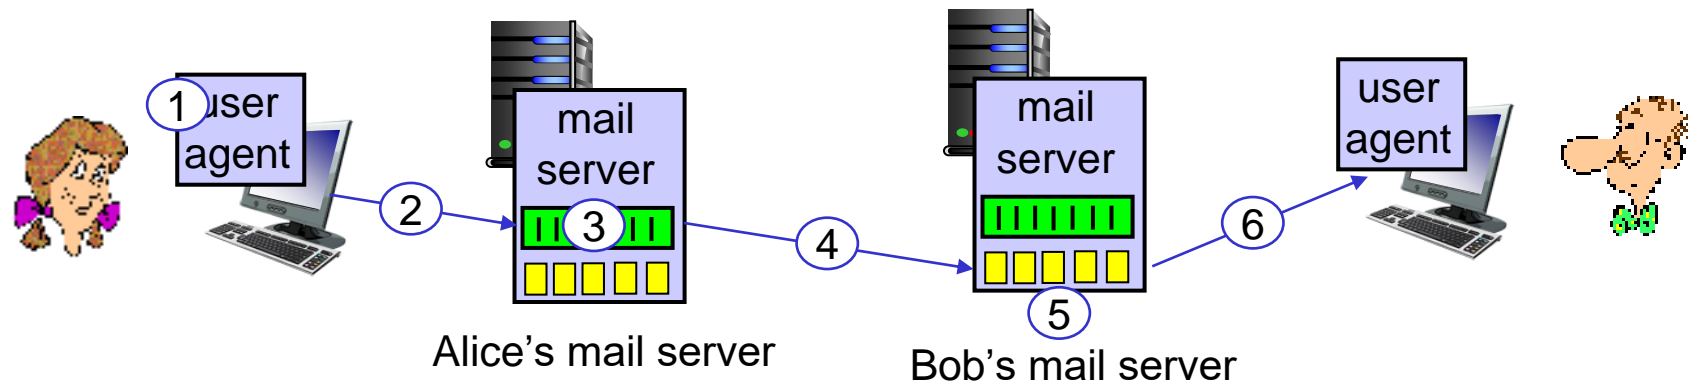 1
user
agent
2
mail
server
3
Alice's mail server
4
mail
server
5
Bob's mail server
6
user
agent